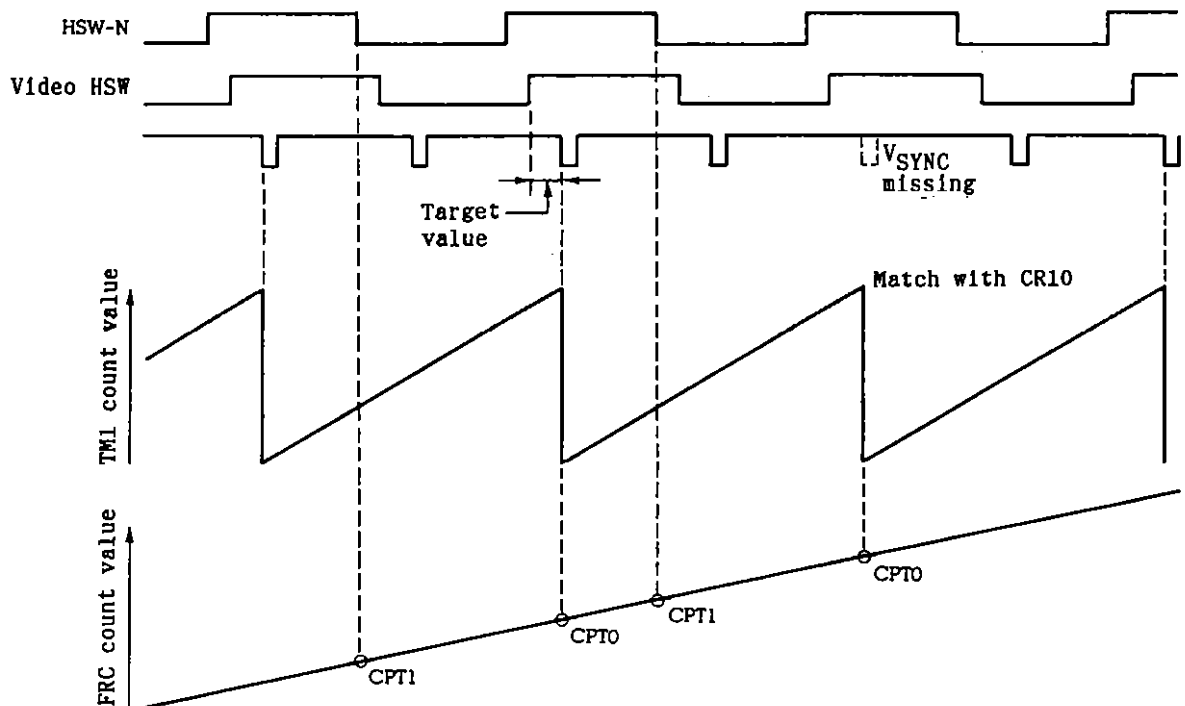 HSW-N
Video HSW
VSYNC
missing
Target
value
Match with CR10
TM1 count value
FRC count value
CPT1
CPT0
CPT1
CPT0